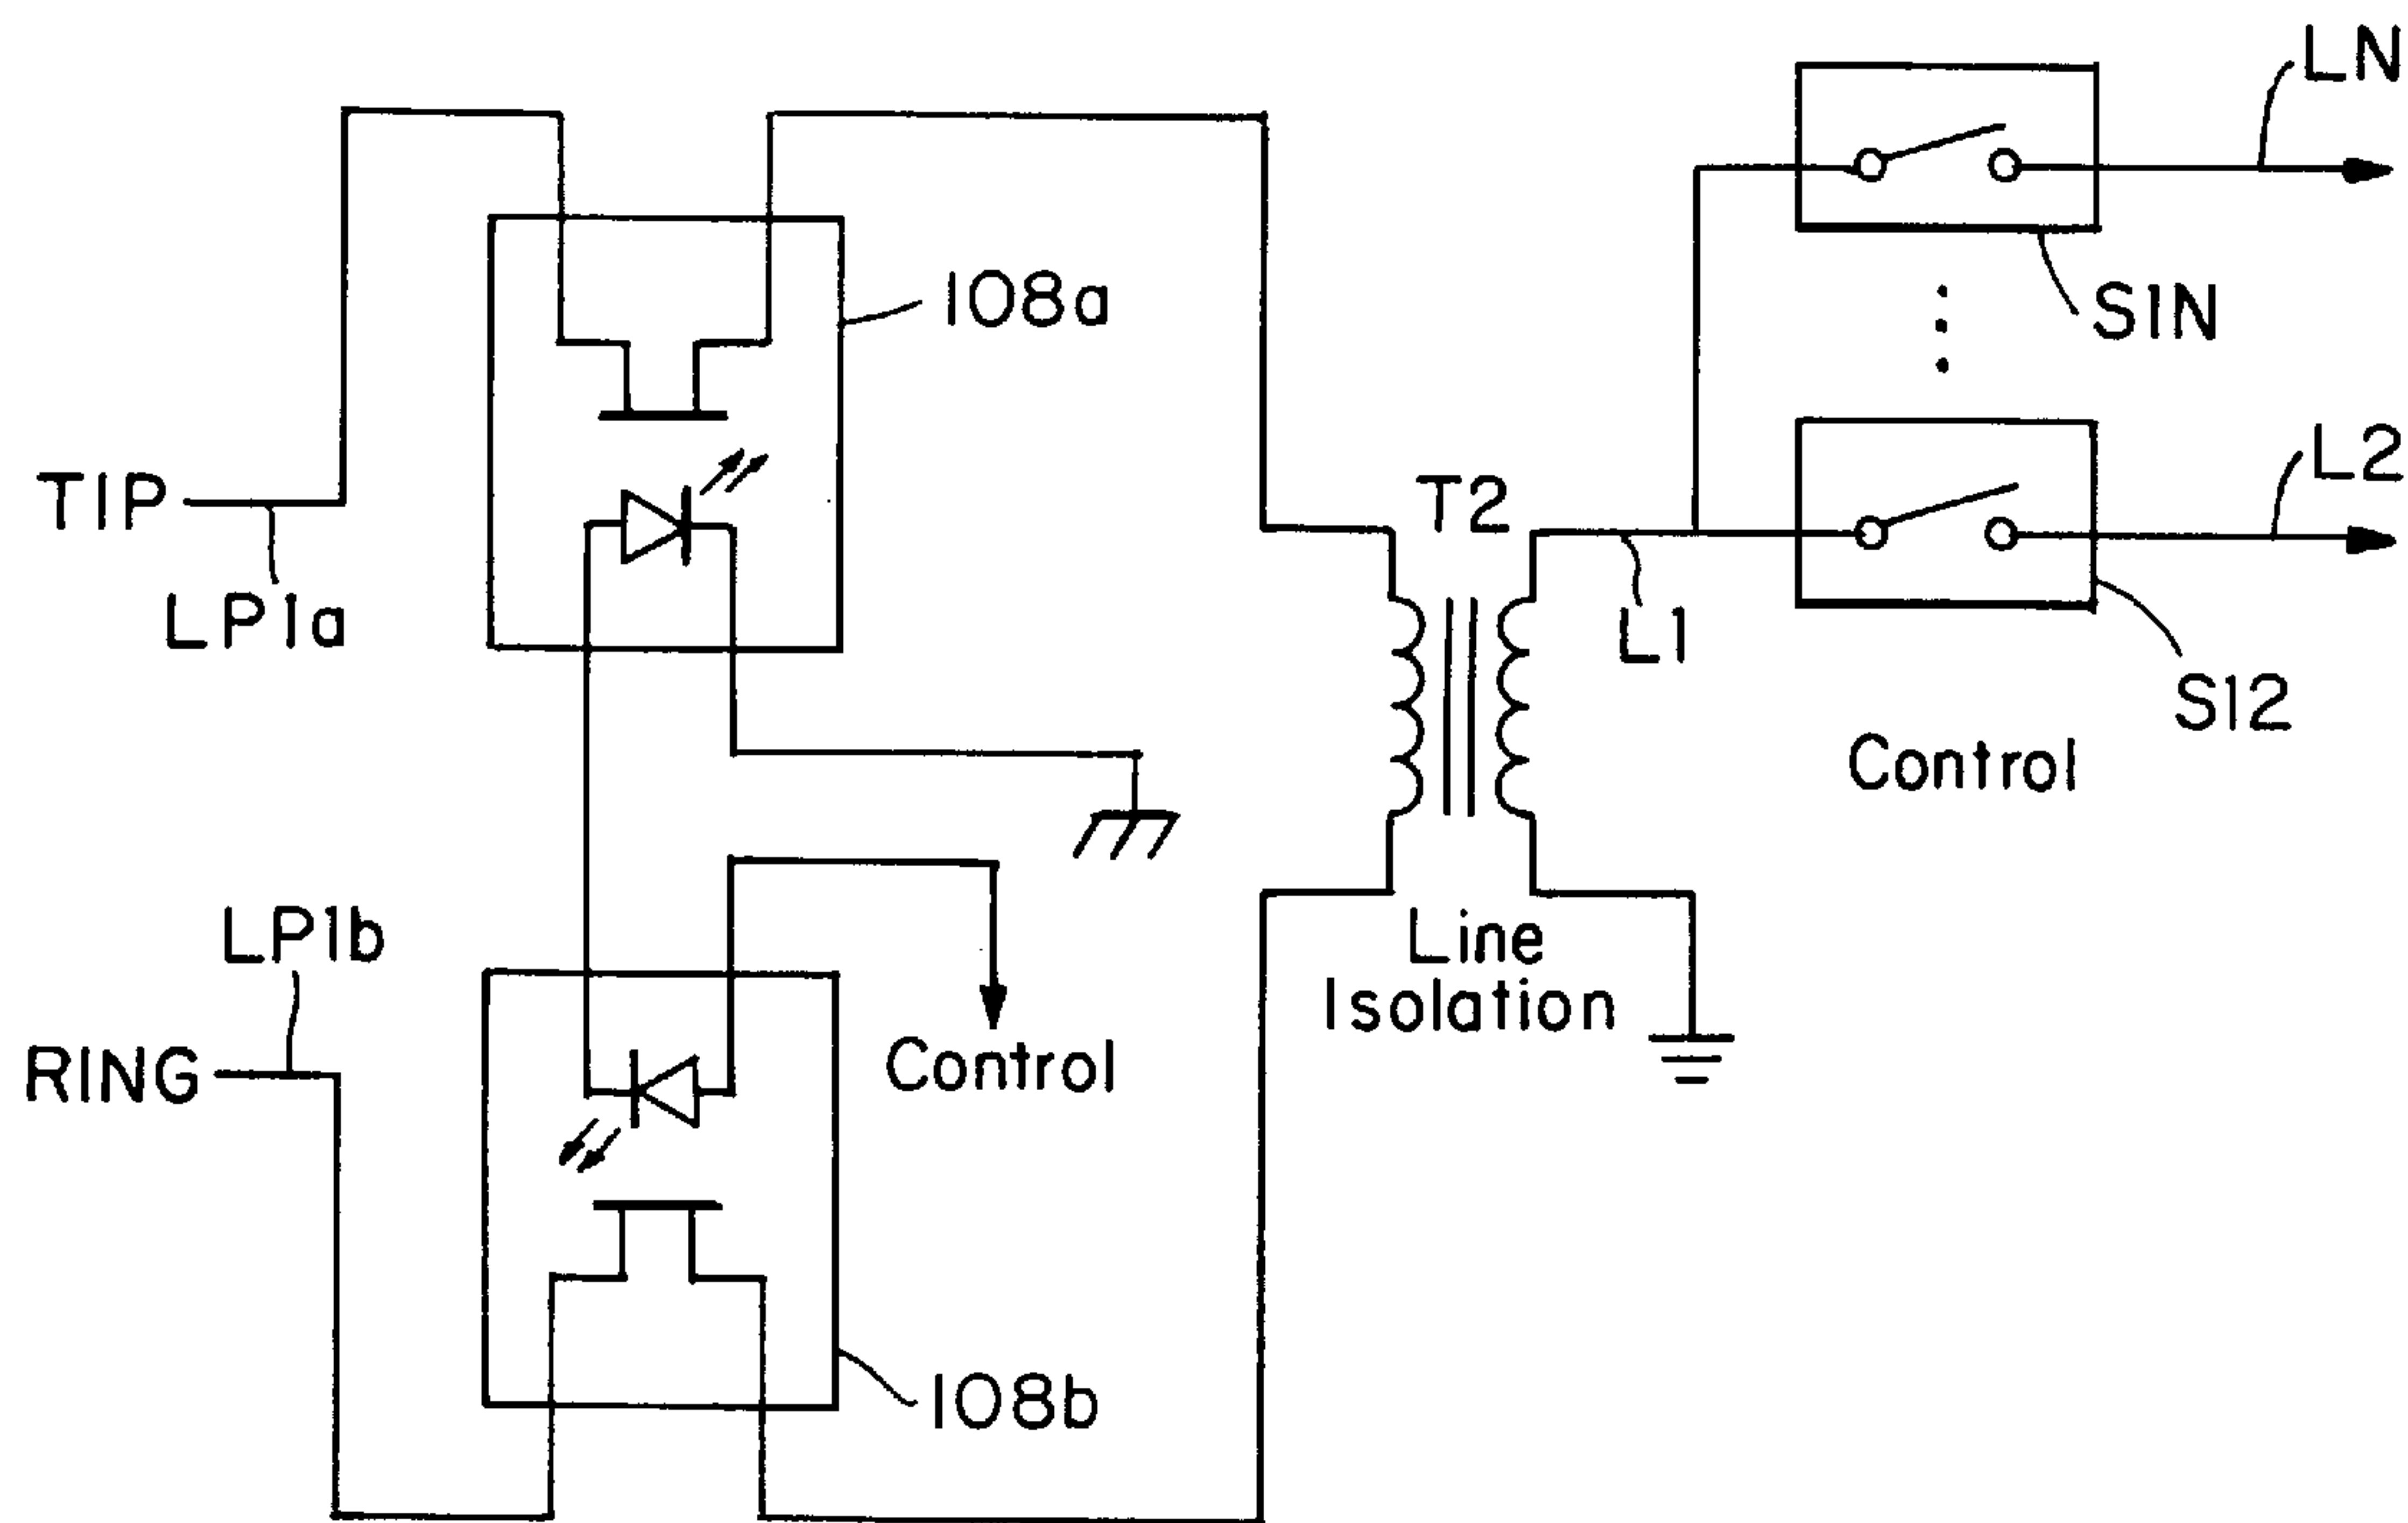 LN
108a
S1N
TIP
T2
L2
LP1a
L1
S12
Control
LP1b
Line
Isolation
RING
Control
108b